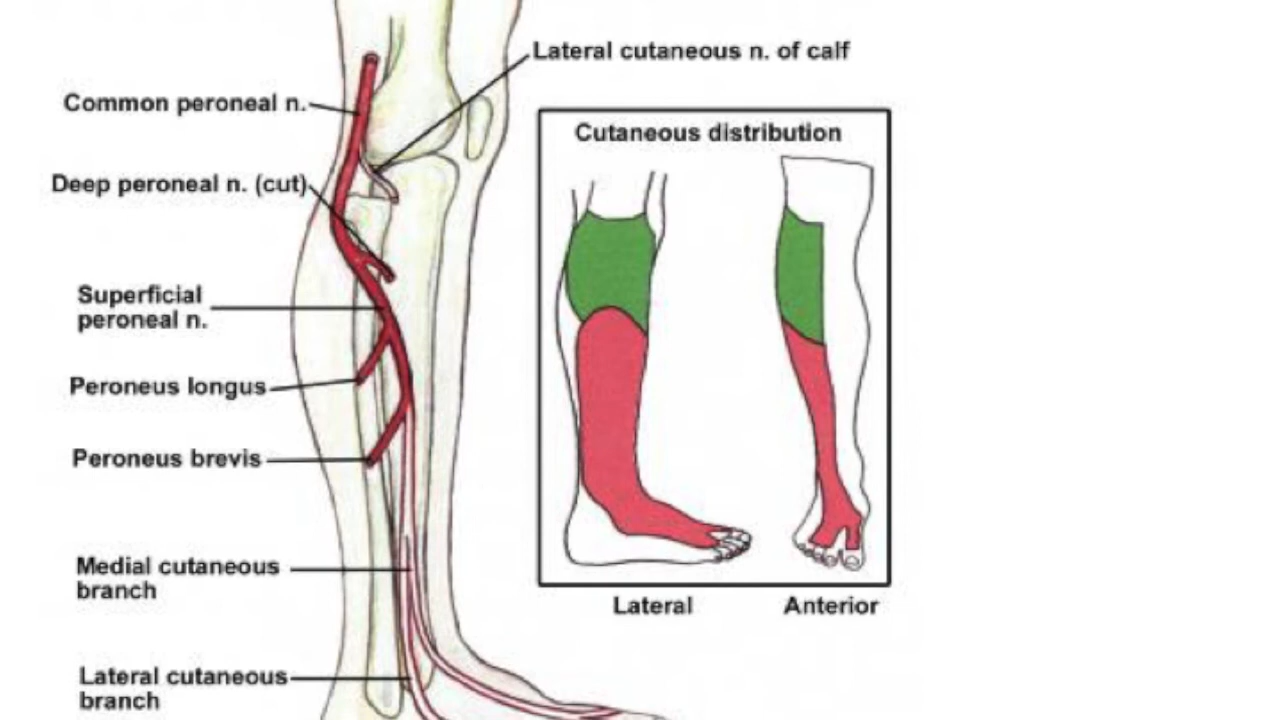 Lateral cutaneous n. of calf
Common peroneal n.
Cutaneous distribution
Deep peroneal n. (cut)
Superficial
peroneal n.
Peroneus longus
Peroneus brevis
Medial cutaneous
branch
Lateral
Anterior
Lateral cutaneous
branch